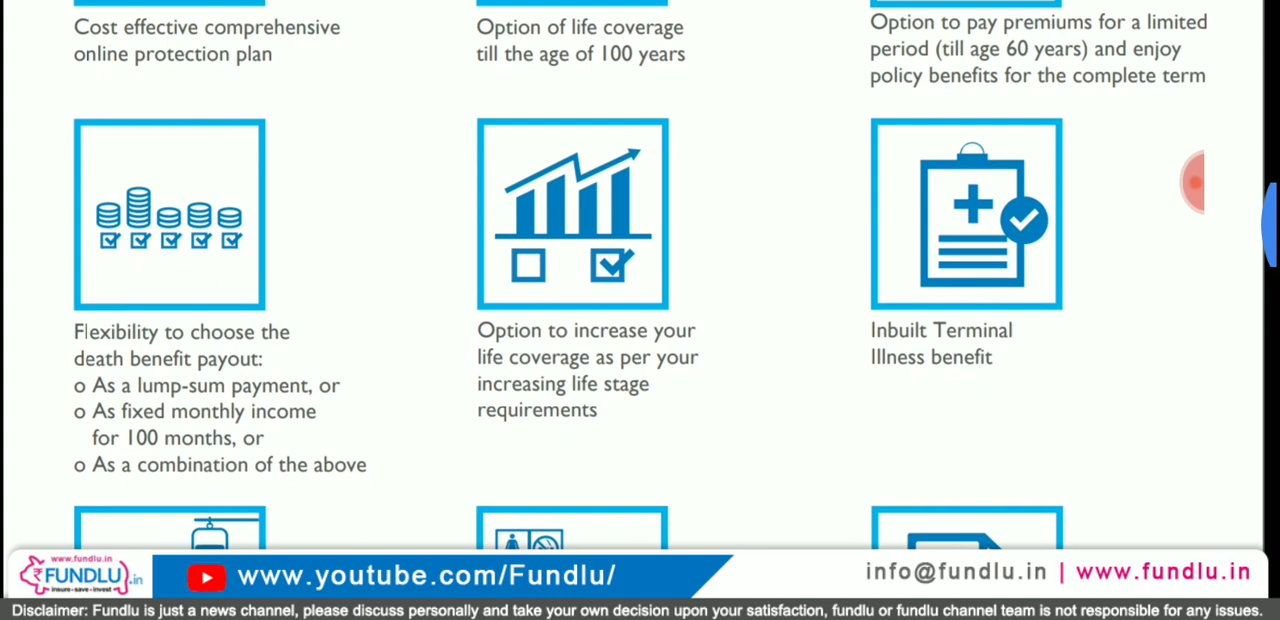 Cost effective comprehensive
online protection plan
Option of life coverage
till the age of 100 years
Option to pay premiums for a limited
period (till age 60 years) and enjoy
policy benefits for the complete term
Flexibility to choose the
death benefit payout:
o As a lump-sum payment, or
o As fixed monthly income
for 100 months, or
o As a combination of the above
Option to increase your
life coverage as per your
increasing life stage
requirements
Inbuilt Terminal
Illness benefit
www.fundlu.in
FUNDLU.in
insure-save-invest
www.youtube.com/Fundlu/
info@fundlu.in | www.fundlu.in
Disclaimer: Fundlu is just a news channel, please discuss personally and take your own decision upon your satisfaction, fundlu or fundlu channel team is not responsible for any issues.